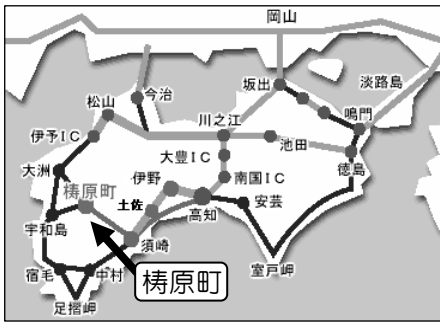 岡山
淡路島
坂出
今治
松山
川之江
鳴門
伊予IC
池田
大豊IC
徳島
大洲
伊野
南国IC
梼原町
土佐
安芸
高知
宇和島
須崎
室戸岬
梼原町
宿毛
中村
足摺岬